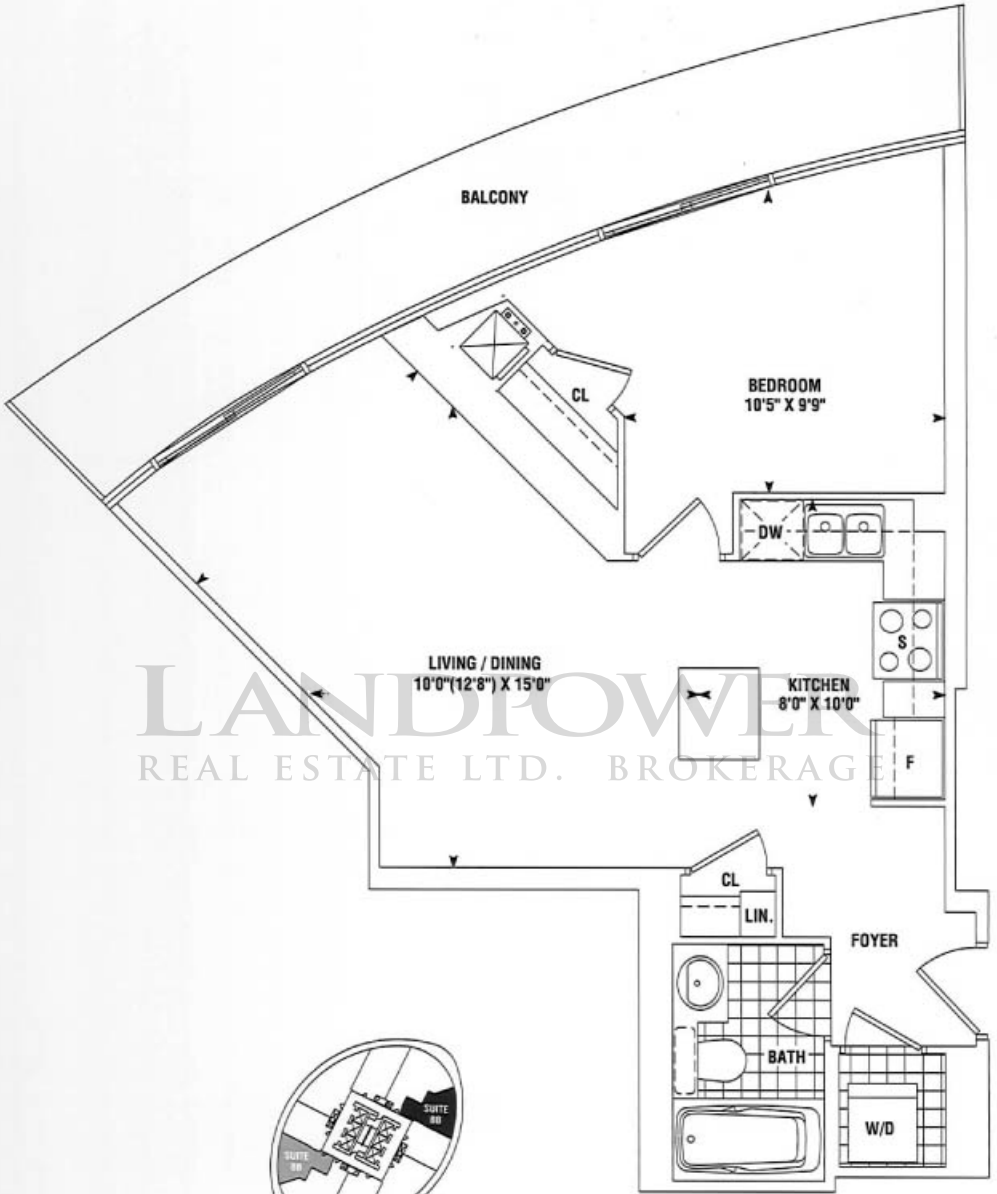 BALCONY
CL
BEDROOM
10'5" X 9'9"
DW
S
LIVING / DINING
10'0"(12'8") X 15'0"
KITCHEN
8'0" X 10'0"
LANDPOWER
REAL ESTATE LTD. BROKERAGE
F
CL
LIN.
FOYER
BATH
W/D
SUITE
8B
SUITE
8B